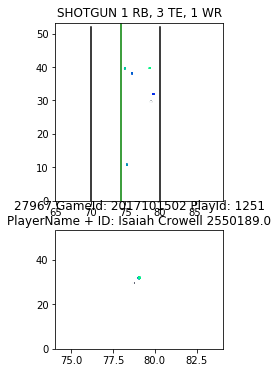 SHOTGUN 1 RB, 3 TE, 1 WR
50
40
30
20
10
0
65 70 75 80 85
27967 GameId: 2017101502 PlayId: 1251
PlayerName + ID: Isaiah Crowell 2550189.0
40
20
0
75.0 77.5 80.0 82.5